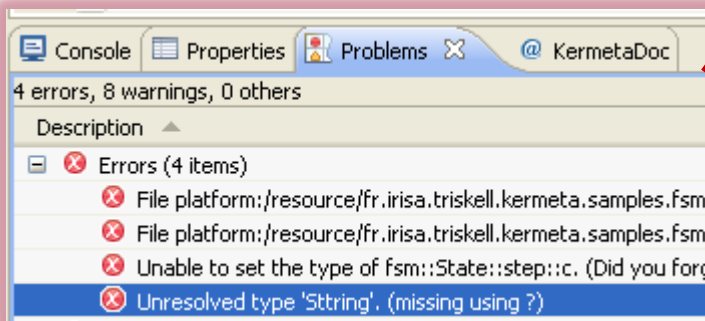 Console Properties Problems @ KermetaDoc
4 errors, 8 warnings, 0 others
Description
Errors (4 items)
File platform:/resource/fr.irisa.triskell.kermeta.samples.fsm
File platform:/resource/fr.irisa.triskell.kermeta.samples.fsm
Unable to set the type of fsm::State::step::c. (Did you forg
Unresolved type 'Sttring'. (missing using ?)